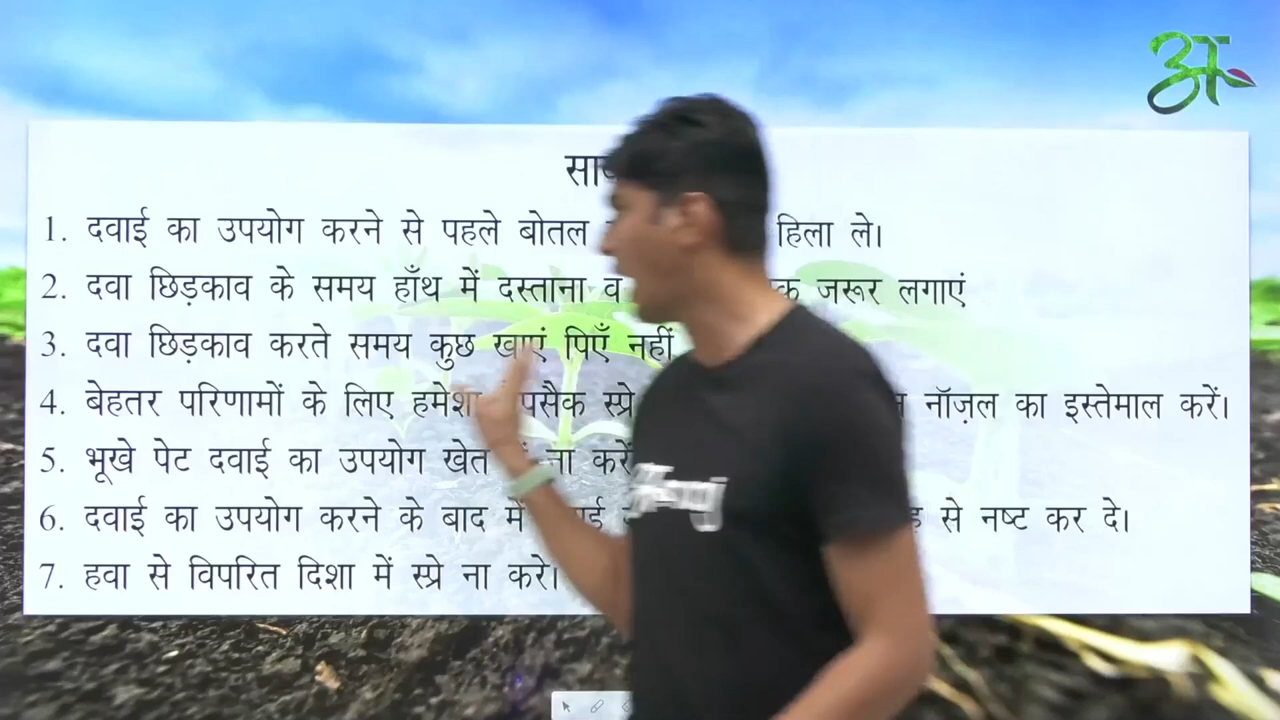 1. दवाई का उपयोग करने से पहले बोतल हिला ले।
2. दवा छिड़काव के समय हाँथ में दस्ताना व जरूर लगाएं
3. दवा छिड़काव करते समय कुछ खाएं पिएँ नहीं
4. बेहतर परिणामों के लिए हमेशा स्प्रे नॉज़ल का इस्तेमाल करें।
5. भूखे पेट दवाई का उपयोग खेत ना करें
6. दवाई का उपयोग करने के बाद में से नष्ट कर दे।
7. हवा से विपरित दिशा में स्प्रे ना करे।